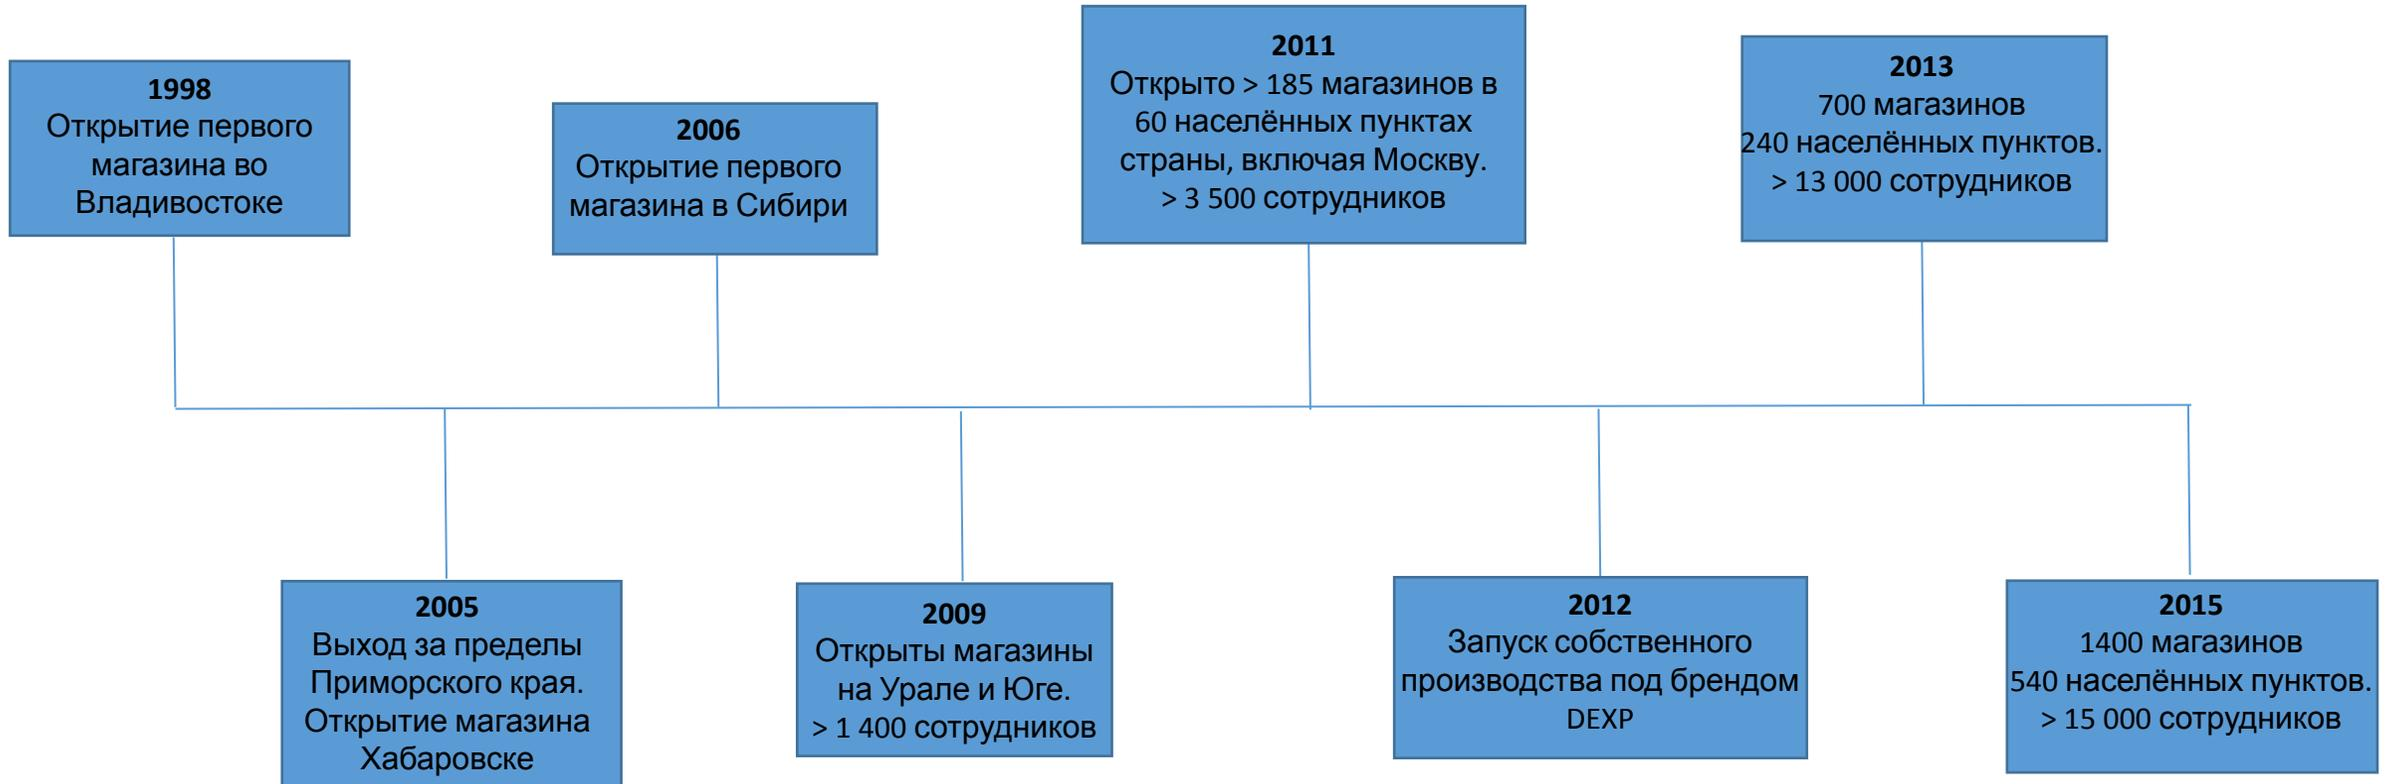 1998
Открытие первого
магазина во
Владивостоке
2005
Выход за пределы
Приморского края.
Открытие магазина
Хабаровске
2006
Открытие первого
магазина в Сибири
2009
Открыты магазины
на Урале и Юге.
> 1 400 сотрудников
2011
Открыто > 185 магазинов в
60 населённых пунктах
страны, включая Москву.
> 3 500 сотрудников
2012
Запуск собственного
производства под брендом
DEXP
2013
700 магазинов
240 населённых пунктов.
> 13 000 сотрудников
2015
1400 магазинов
540 населённых пунктов.
> 15 000 сотрудников